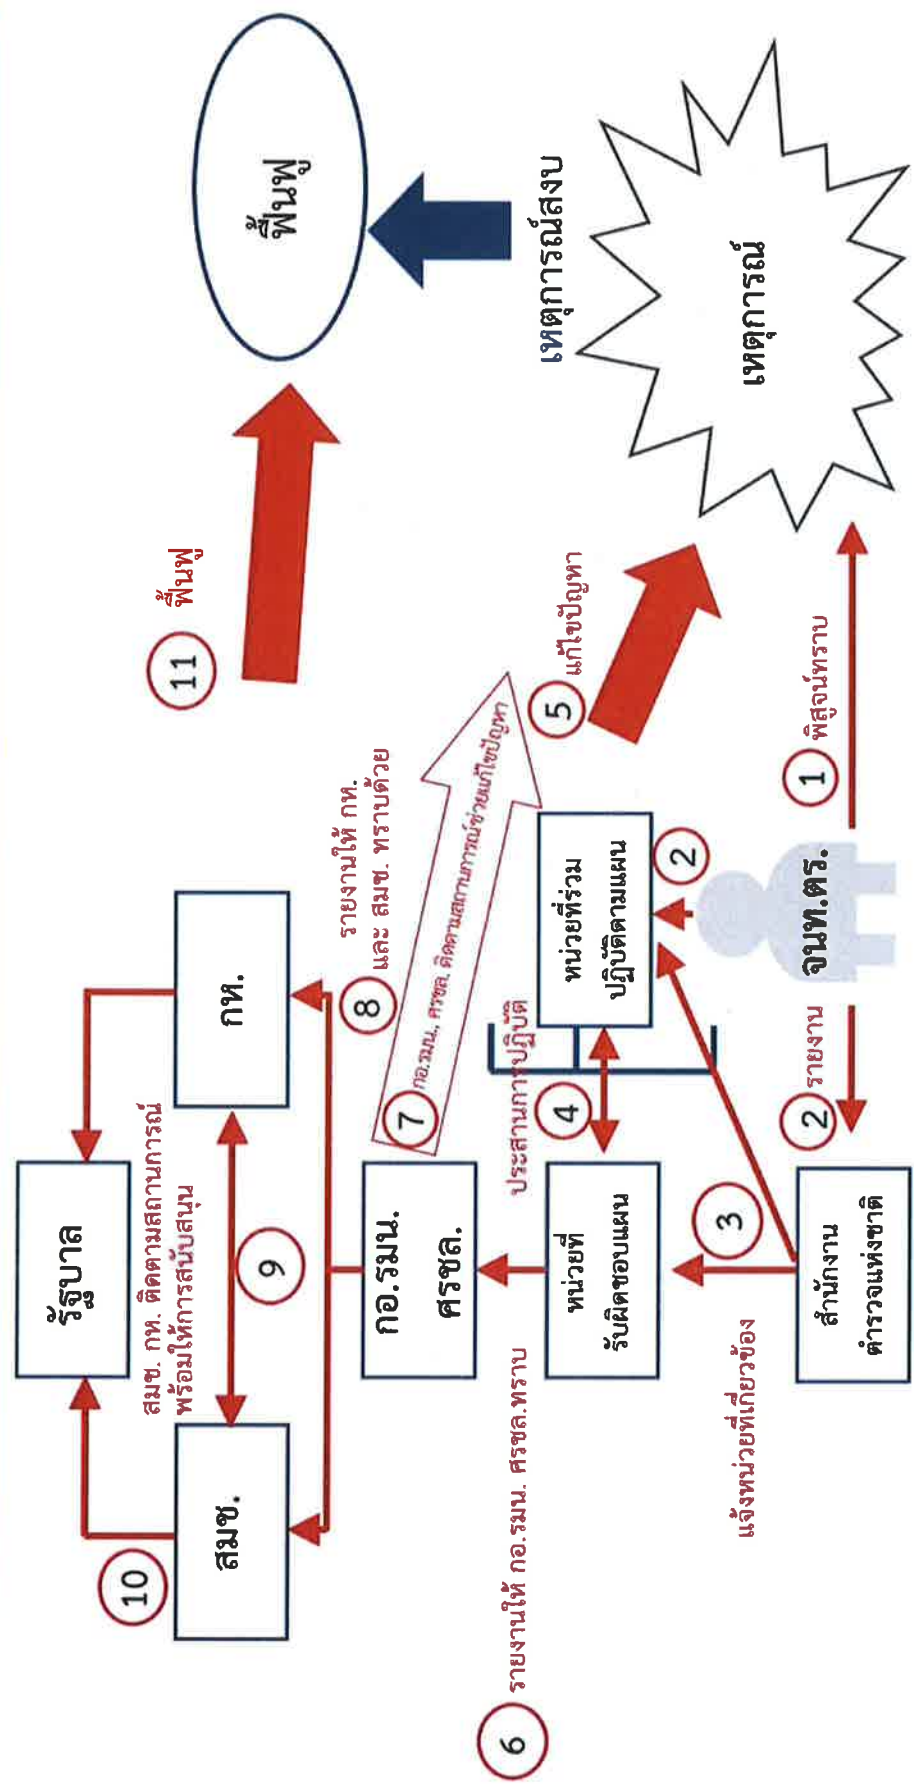 รัฐบาล
10
สมช. กห. ติดตามสถานการณ์
พร้อมให้การสนับสนุน
สมช.
9
กห.
11
ฟื้นฟู
ฟื้นฟู
8
รายงานให้ กห.
และ สมช. ทราบด้วย
กอ.รมน.
ศรชล.
7
กอ.รมน., ศรชล. ติดตามสถานการณ์ช่วยแก้ไขปัญหา
6
รายงานให้ กอ.รมน. ศรชล.ทราบ
ประสานการปฏิบัติ
4
หน่วยที่
รับผิดชอบแผน
หน่วยที่ร่วม
ปฏิบัติตามแผน
5
แก้ไขปัญหา
เหตุการณ์สงบ
แจ้งหน่วยที่เกี่ยวข้อง
3
2
เหตุการณ์
สำนักงาน
ตำรวจแห่งชาติ
2
รายงาน
จนท.ตร.
1
พิสูจน์ทราบ